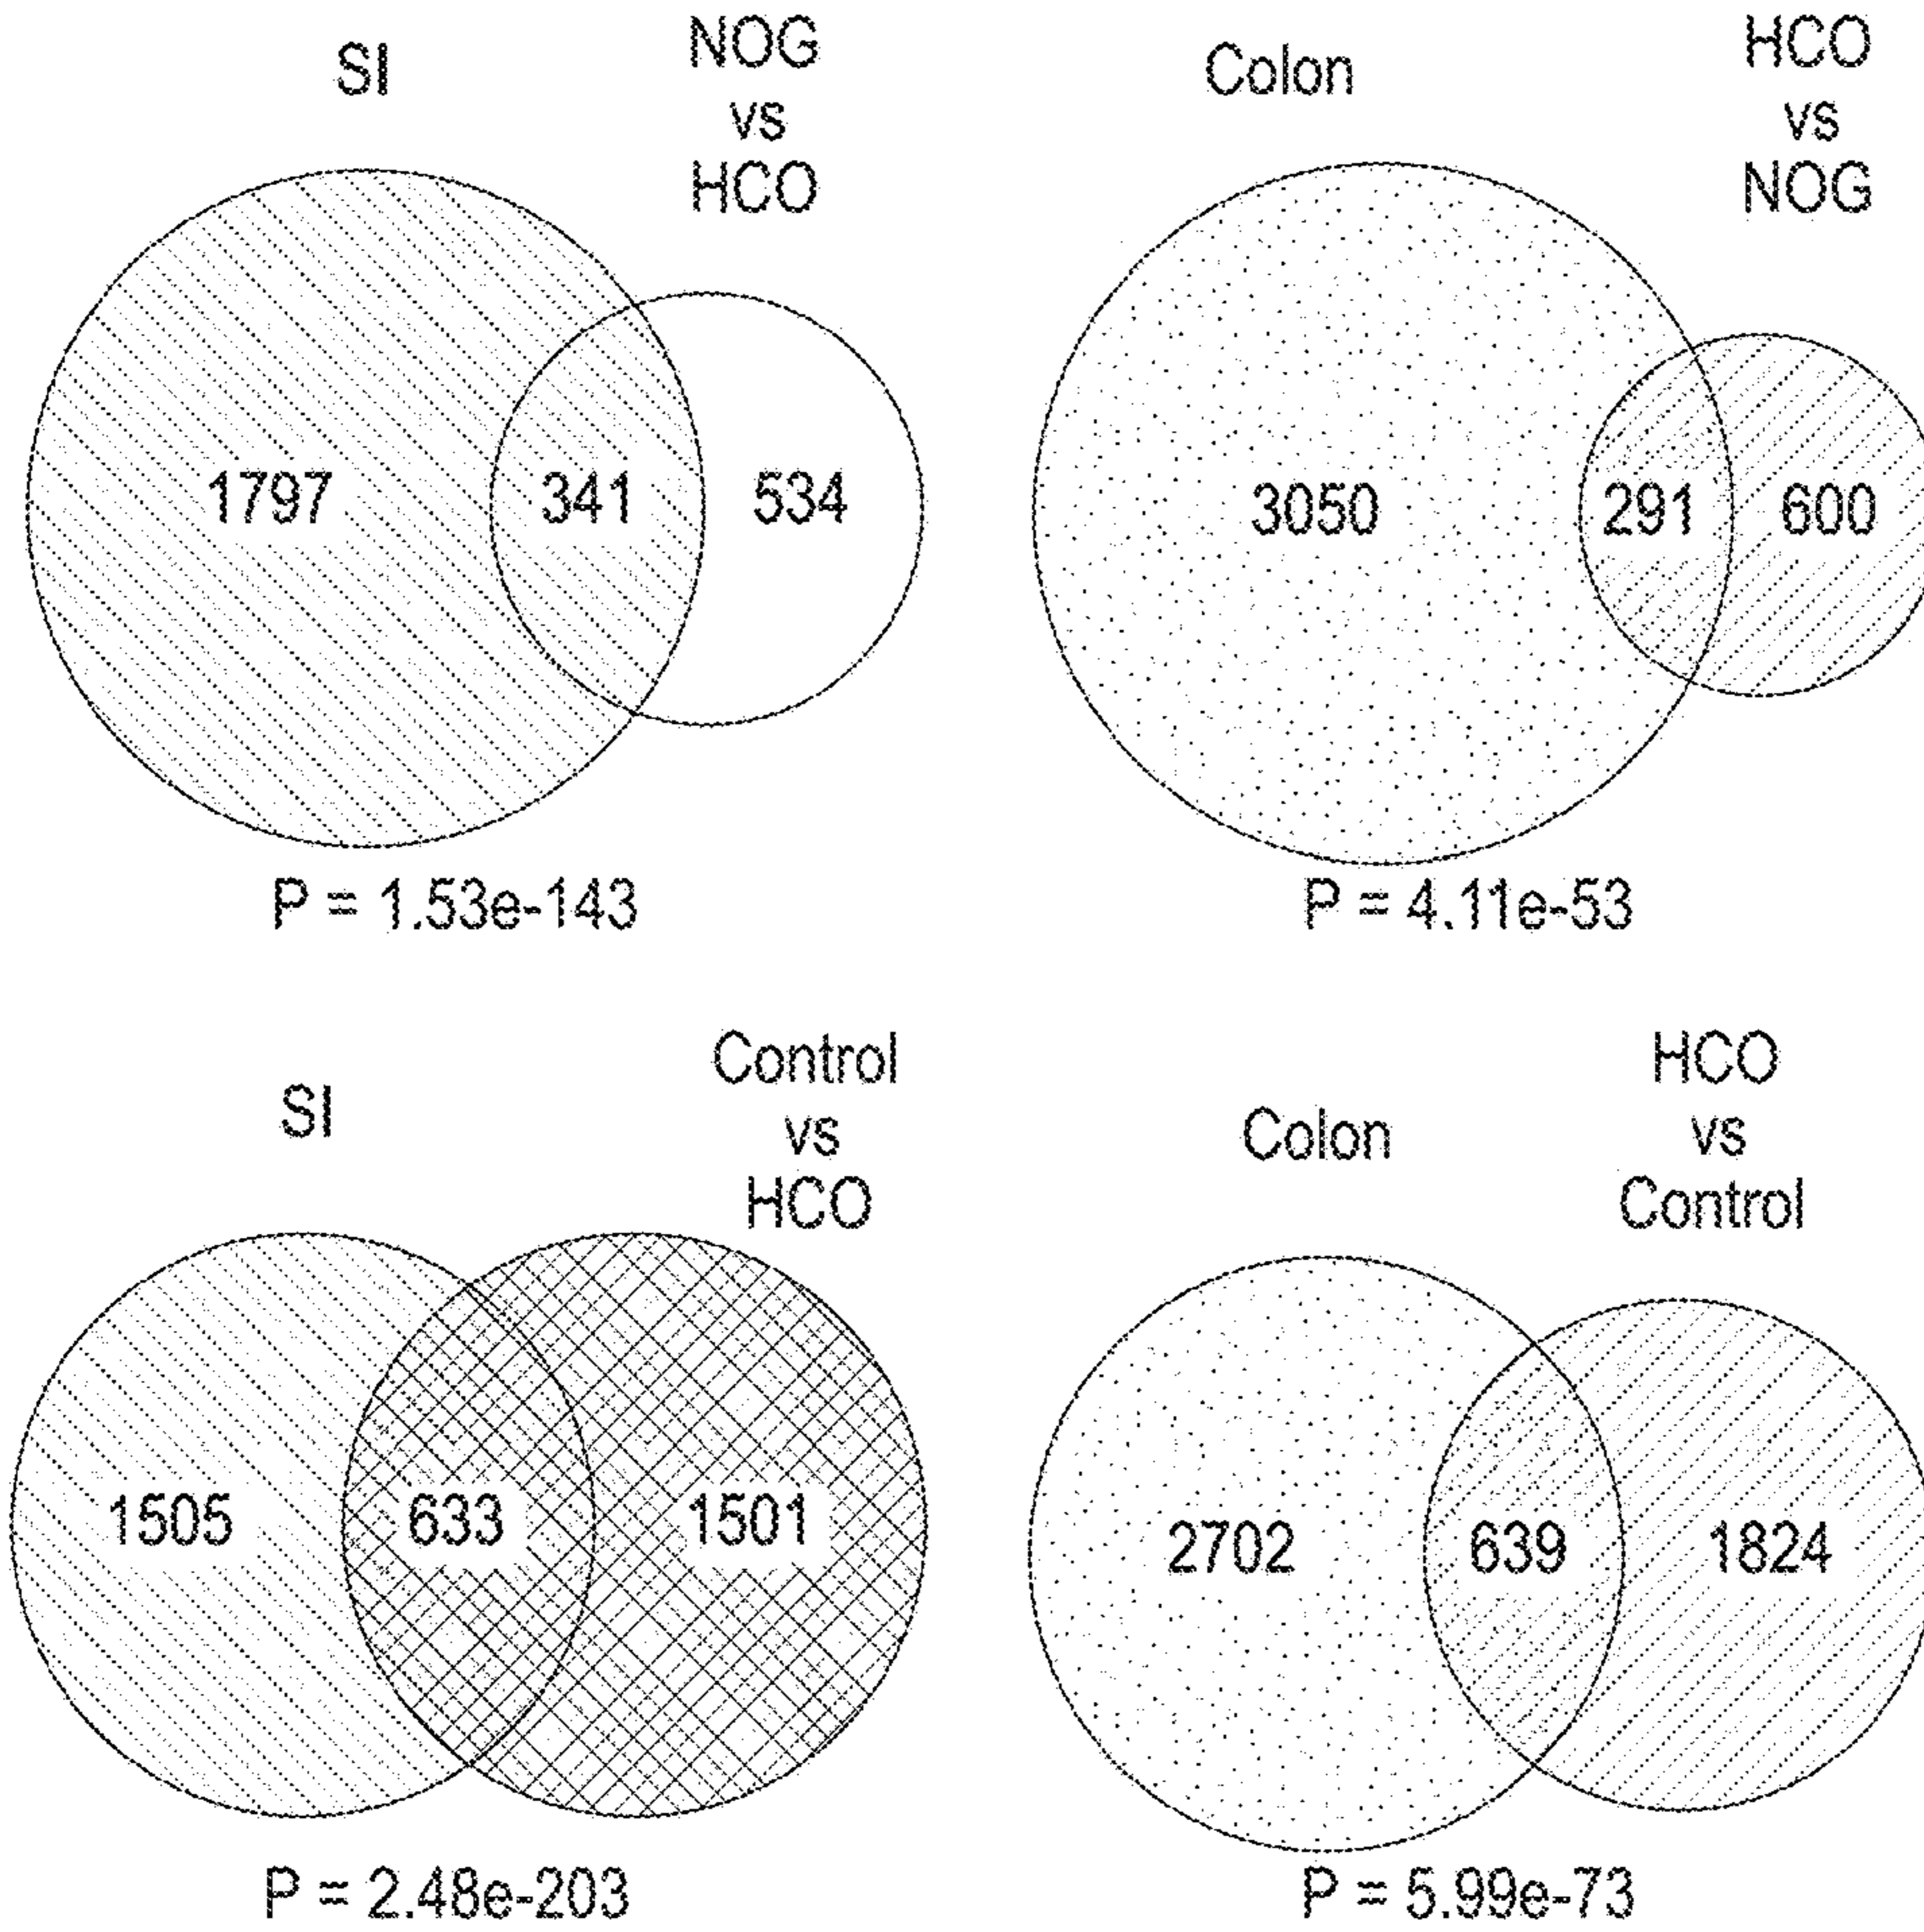 SI
NOG
vs
HCO
1797
341
534
P = 1.53e-143
Colon
HCO
vs
NOG
3050
291
600
P = 4.11e-53
SI
Control
vs
HCO
1505
633
1501
P = 2.48e-203
Colon
HCO
vs
Control
2702
639
1824
P = 5.99e-73